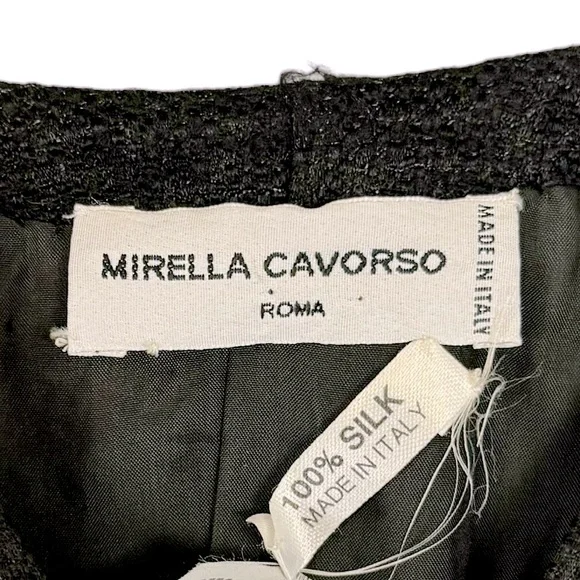 MIRELLA CAVORSO
ROMA
MADE IN ITALY
100% SILK
MADE IN ITALY